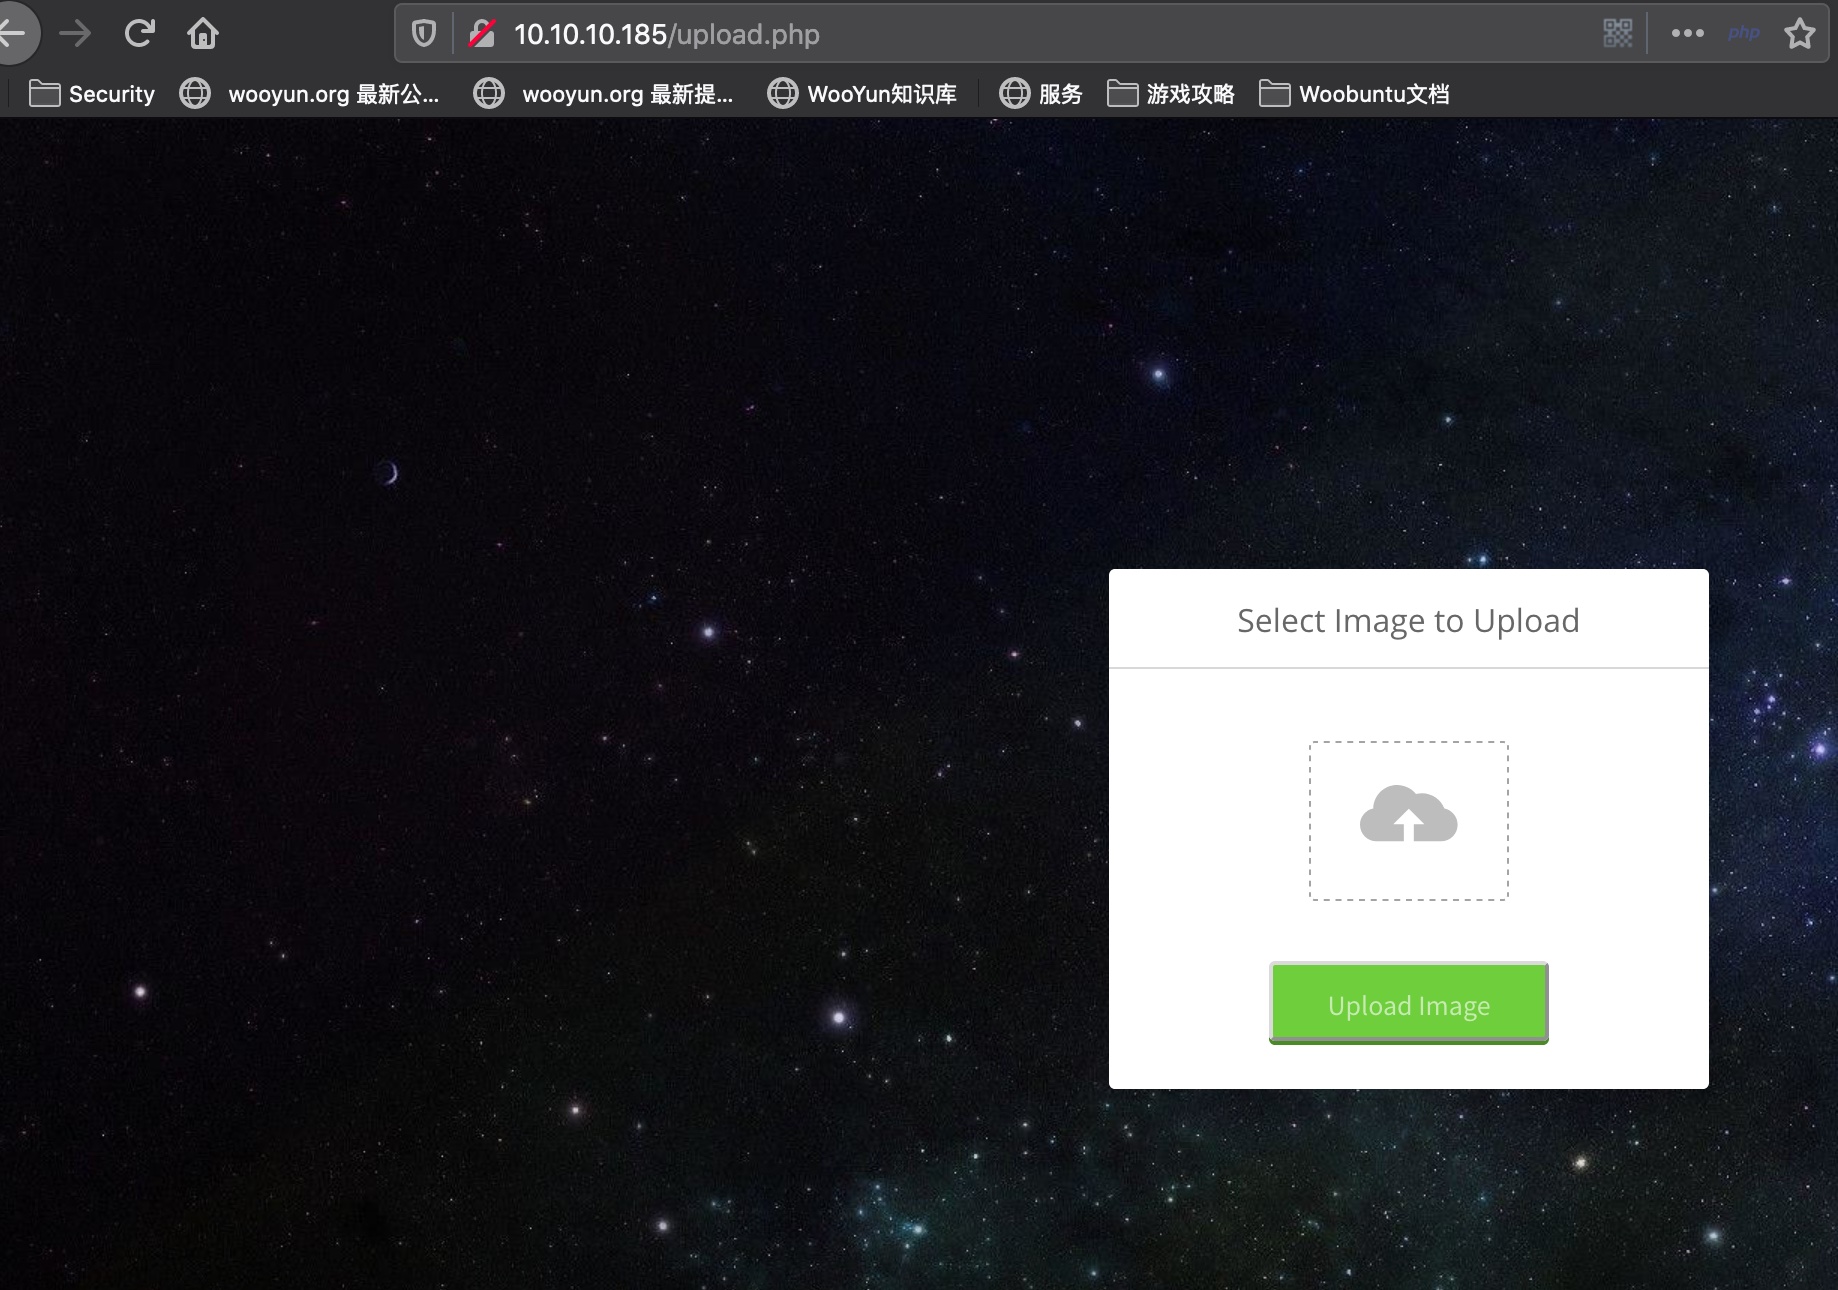 10.10.10.185/upload.php
php
Security wooyun.org 最新公... wooyun.org 最新提... WooYun知识库 服务 游戏攻略 Woobuntu文档
Select Image to Upload
Upload Image